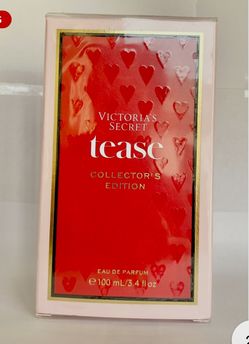 VICTORIA'S
SECRET
tease
COLLECTOR'S
EDITION
EAU DE PARFUM
e 100 mL/3.4 fl oz